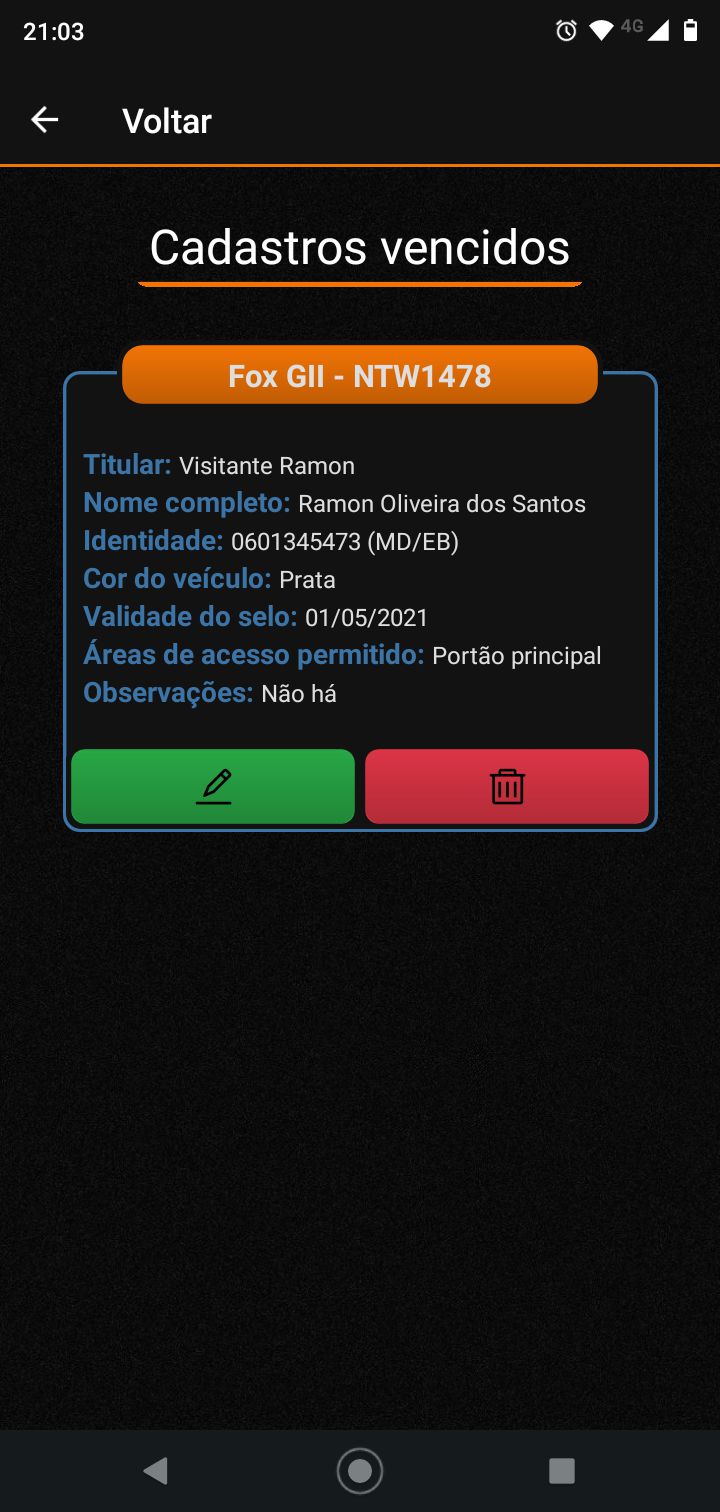 21:03
4G
Voltar
Cadastros vencidos
Fox GII - NTW1478
Titular: Visitante Ramon
Nome completo: Ramon Oliveira dos Santos
Identidade: 0601345473 (MD/EB)
Cor do veículo: Prata
Validade do selo: 01/05/2021
Áreas de acesso permitido: Portão principal
Observações: Não há